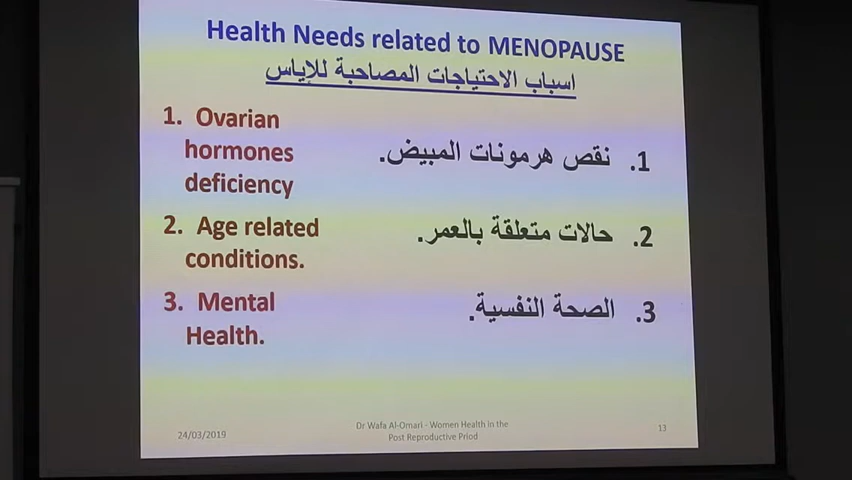 Health Needs related to MENOPAUSE
اسباب الاحتياجات المصاحبة للإياس
1. Ovarian
hormones
deficiency
1. نقص هرمونات المبيض.
2. Age related
conditions.
2. حالات متعلقة بالعمر.
3. Mental
Health.
3. الصحة النفسية.
24/03/2019
Dr Wafa Al-Omari - Women Health in the
Post Reproductive Priod
13